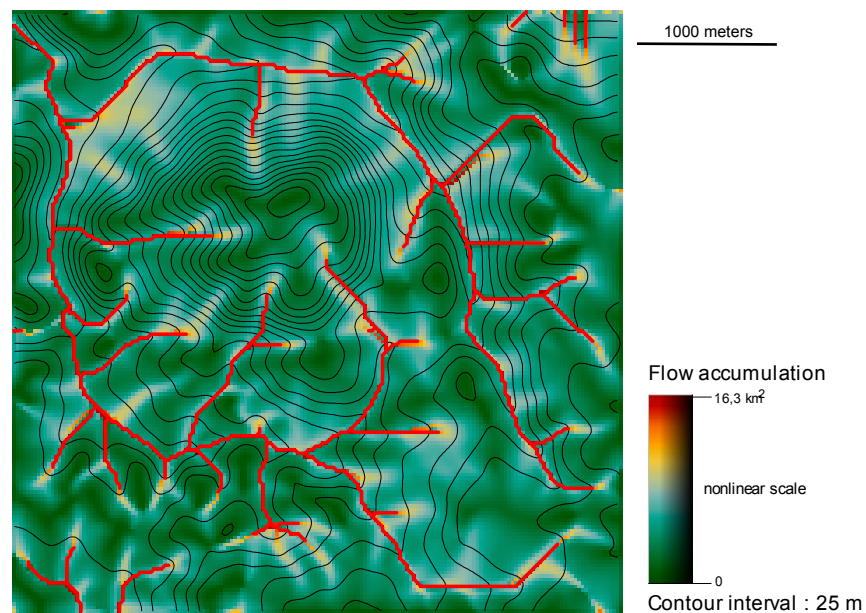 1000 meters
Flow accumulation
16,3 km²
nonlinear scale
0
Contour interval : 25 m